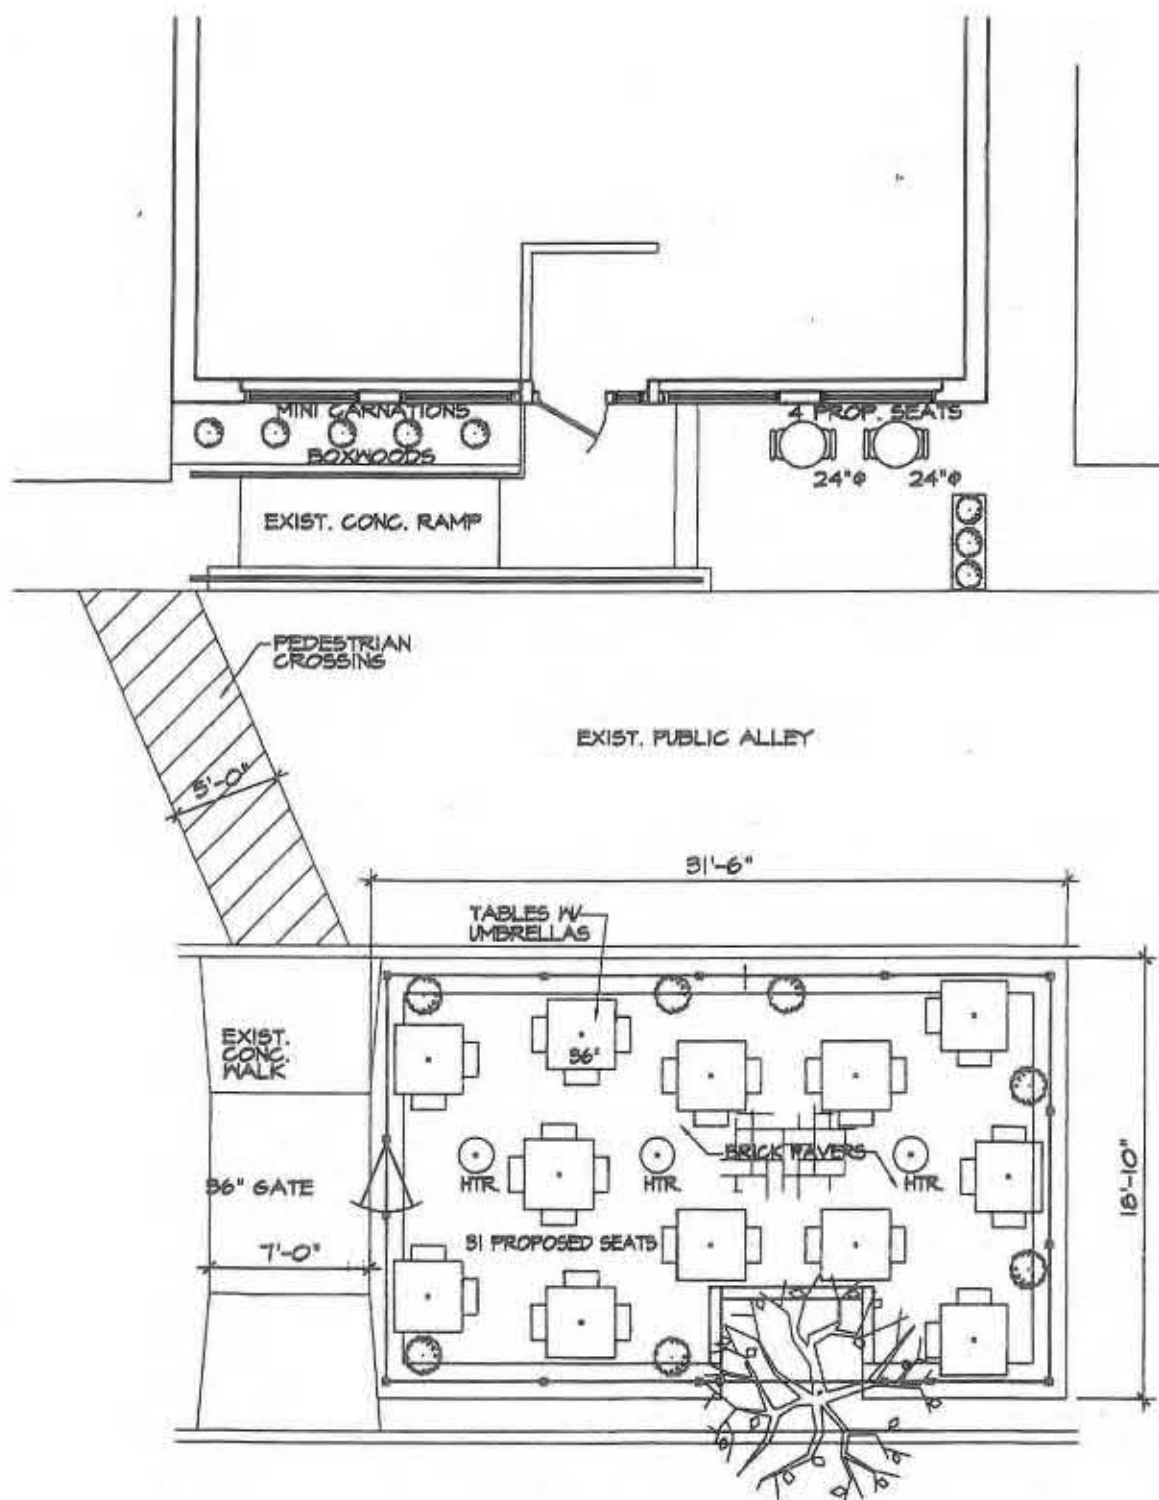 MINI CARNATIONS
4 PROP. SEATS
BOXWOODS
24"φ
24"φ
EXIST. CONC. RAMP
PEDESTRIAN
CROSSING
EXIST. PUBLIC ALLEY
5'-0"
31'-6"
TABLES W/
UMBRELLAS
EXIST.
CONC.
WALK
36"
BRICK PAVERS
18'-10"
HTR.
HTR.
HTR.
36" GATE
31 PROPOSED SEATS
7'-0"